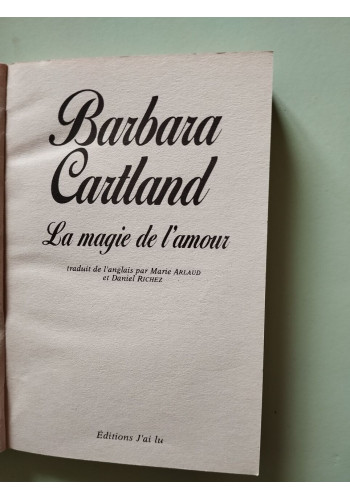 Barbara
Cartland
La magie de l'amour
traduit de l'anglais par Marie ARLAUD
et Daniel RICHEZ
Éditions J'ai lu